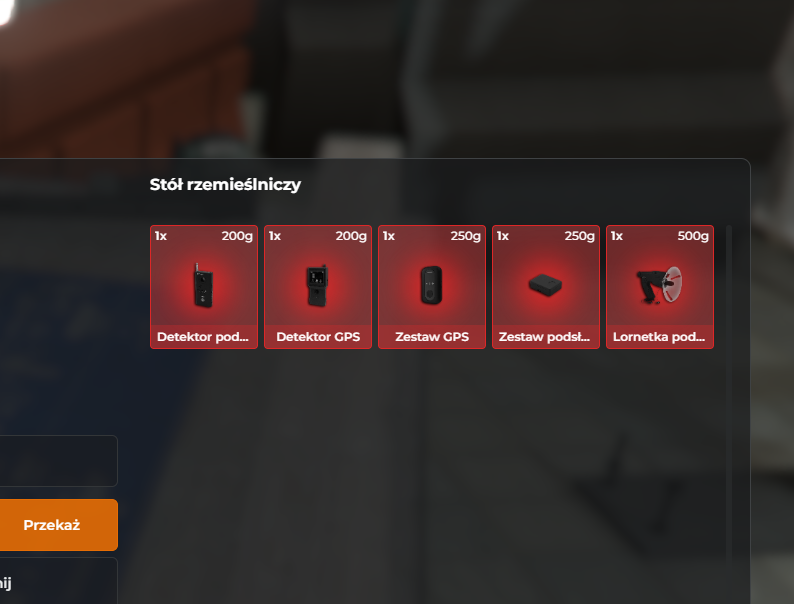 Stół rzemieślniczy
1x 200g
Detektor pod...
1x 200g
Detektor GPS
1x 250g
Zestaw GPS
1x 250g
Zestaw podsł...
1x 500g
Lornetka pod...
Przekaż
ij